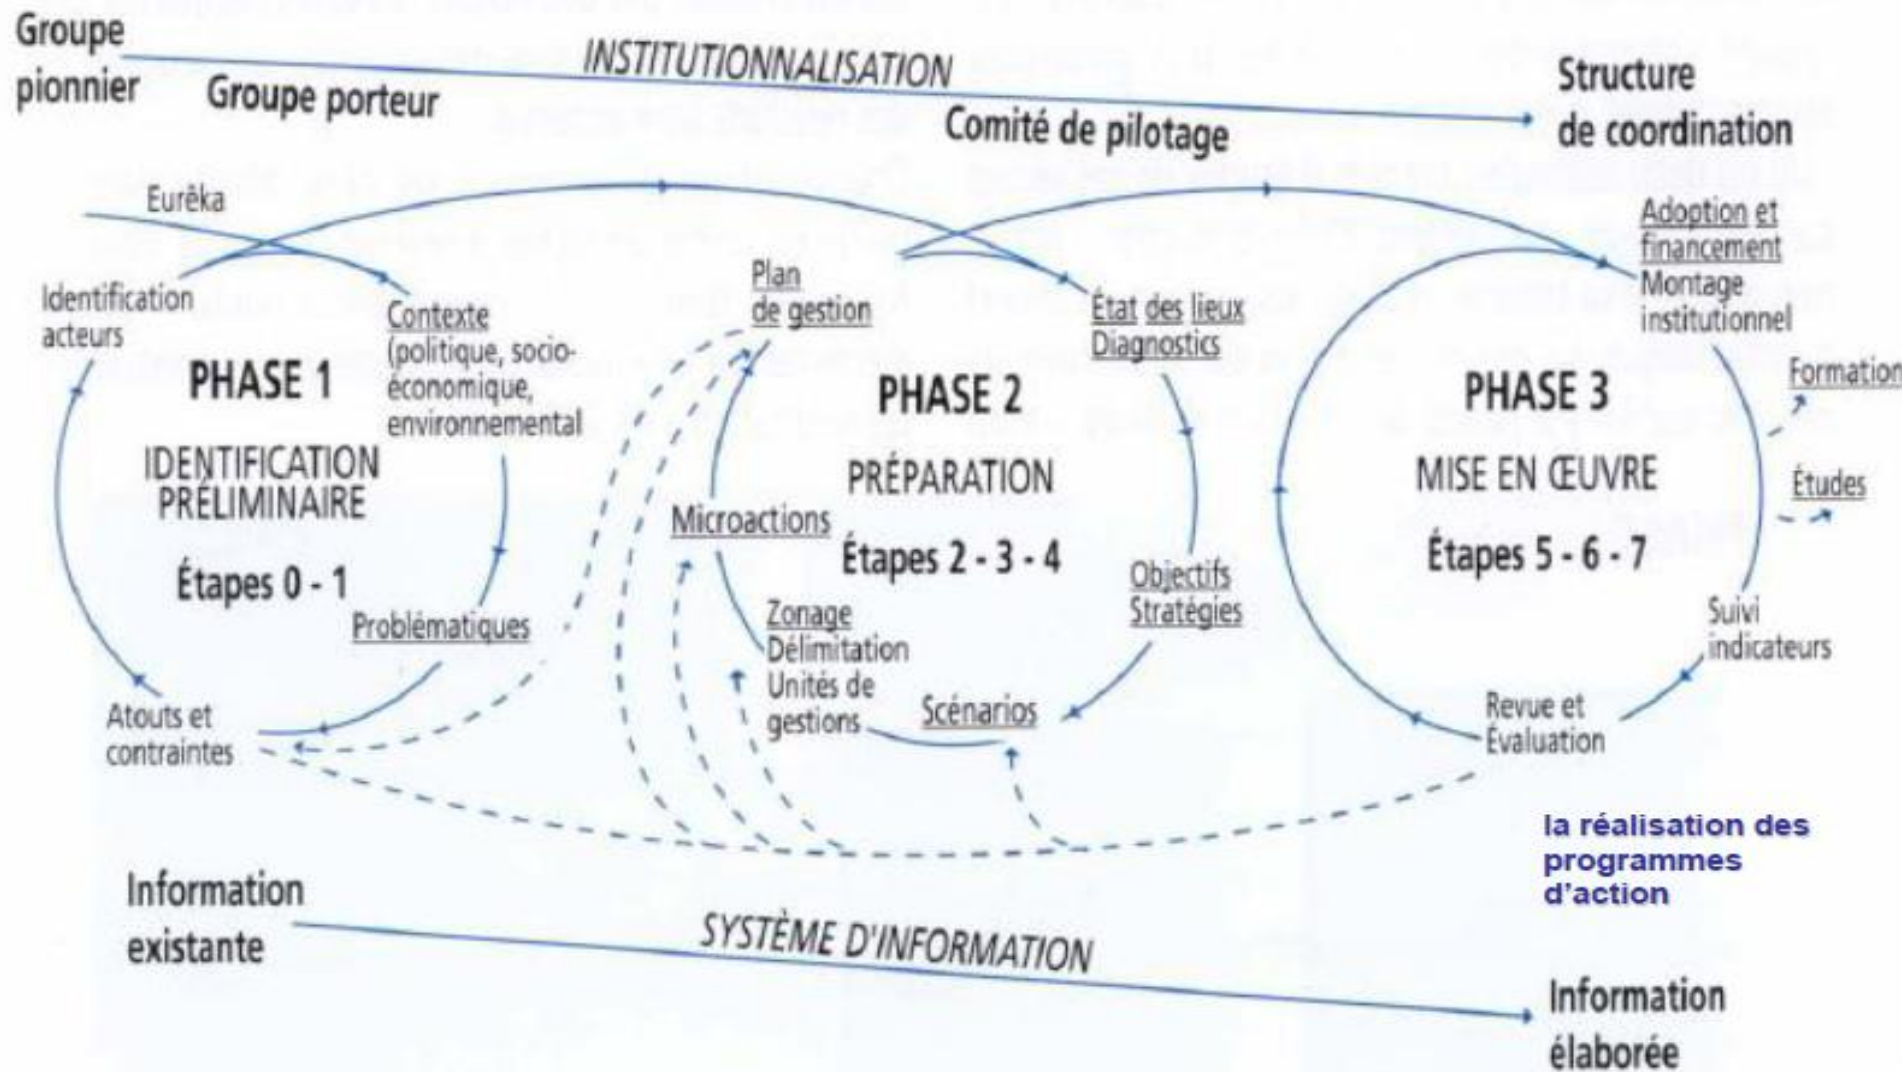 Groupe
pionnier
INSTITUTIONNALISATION
Groupe porteur
Comité de pilotage
Structure
de coordination
Eurêka
Identification
acteurs
Contexte
(politique, socio-
économique,
environnemental
PHASE 1
IDENTIFICATION
PRÉLIMINAIRE
Étapes 0 - 1
Problématiques
Atouts et
contraintes
Plan
de gestion
État des lieux
Diagnostics
PHASE 2
PRÉPARATION
Étapes 2 - 3 - 4
Microactions
Objectifs
Stratégies
Zonage
Délimitation
Unités de
gestions
Scénarios
Adoption et
financement
Montage
institutionnel
PHASE 3
MISE EN ŒUVRE
Étapes 5 - 6 - 7
Formation
Études
Suivi
indicateurs
Revue et
Évaluation
la réalisation des
programmes
d'action
Information
existante
SYSTÈME D'INFORMATION
Information
élaborée